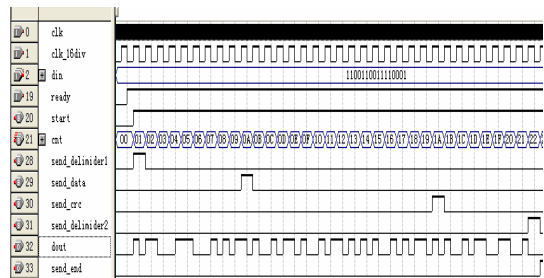 0 clk
1 clk_16div
2 din 1100110011110001
19 ready
20 start
21 cnt 00 01 02 03 04 05 06 07 08 09 0A 0B 0C 0D 0E 0F 10 11 12 13 14 15 16 17 18 19 1A 1B 1C 1D 1E 1F 20 21 22
28 send_delimider1
29 send_data
30 send_crc
31 send_delimider2
32 dout
33 send_end